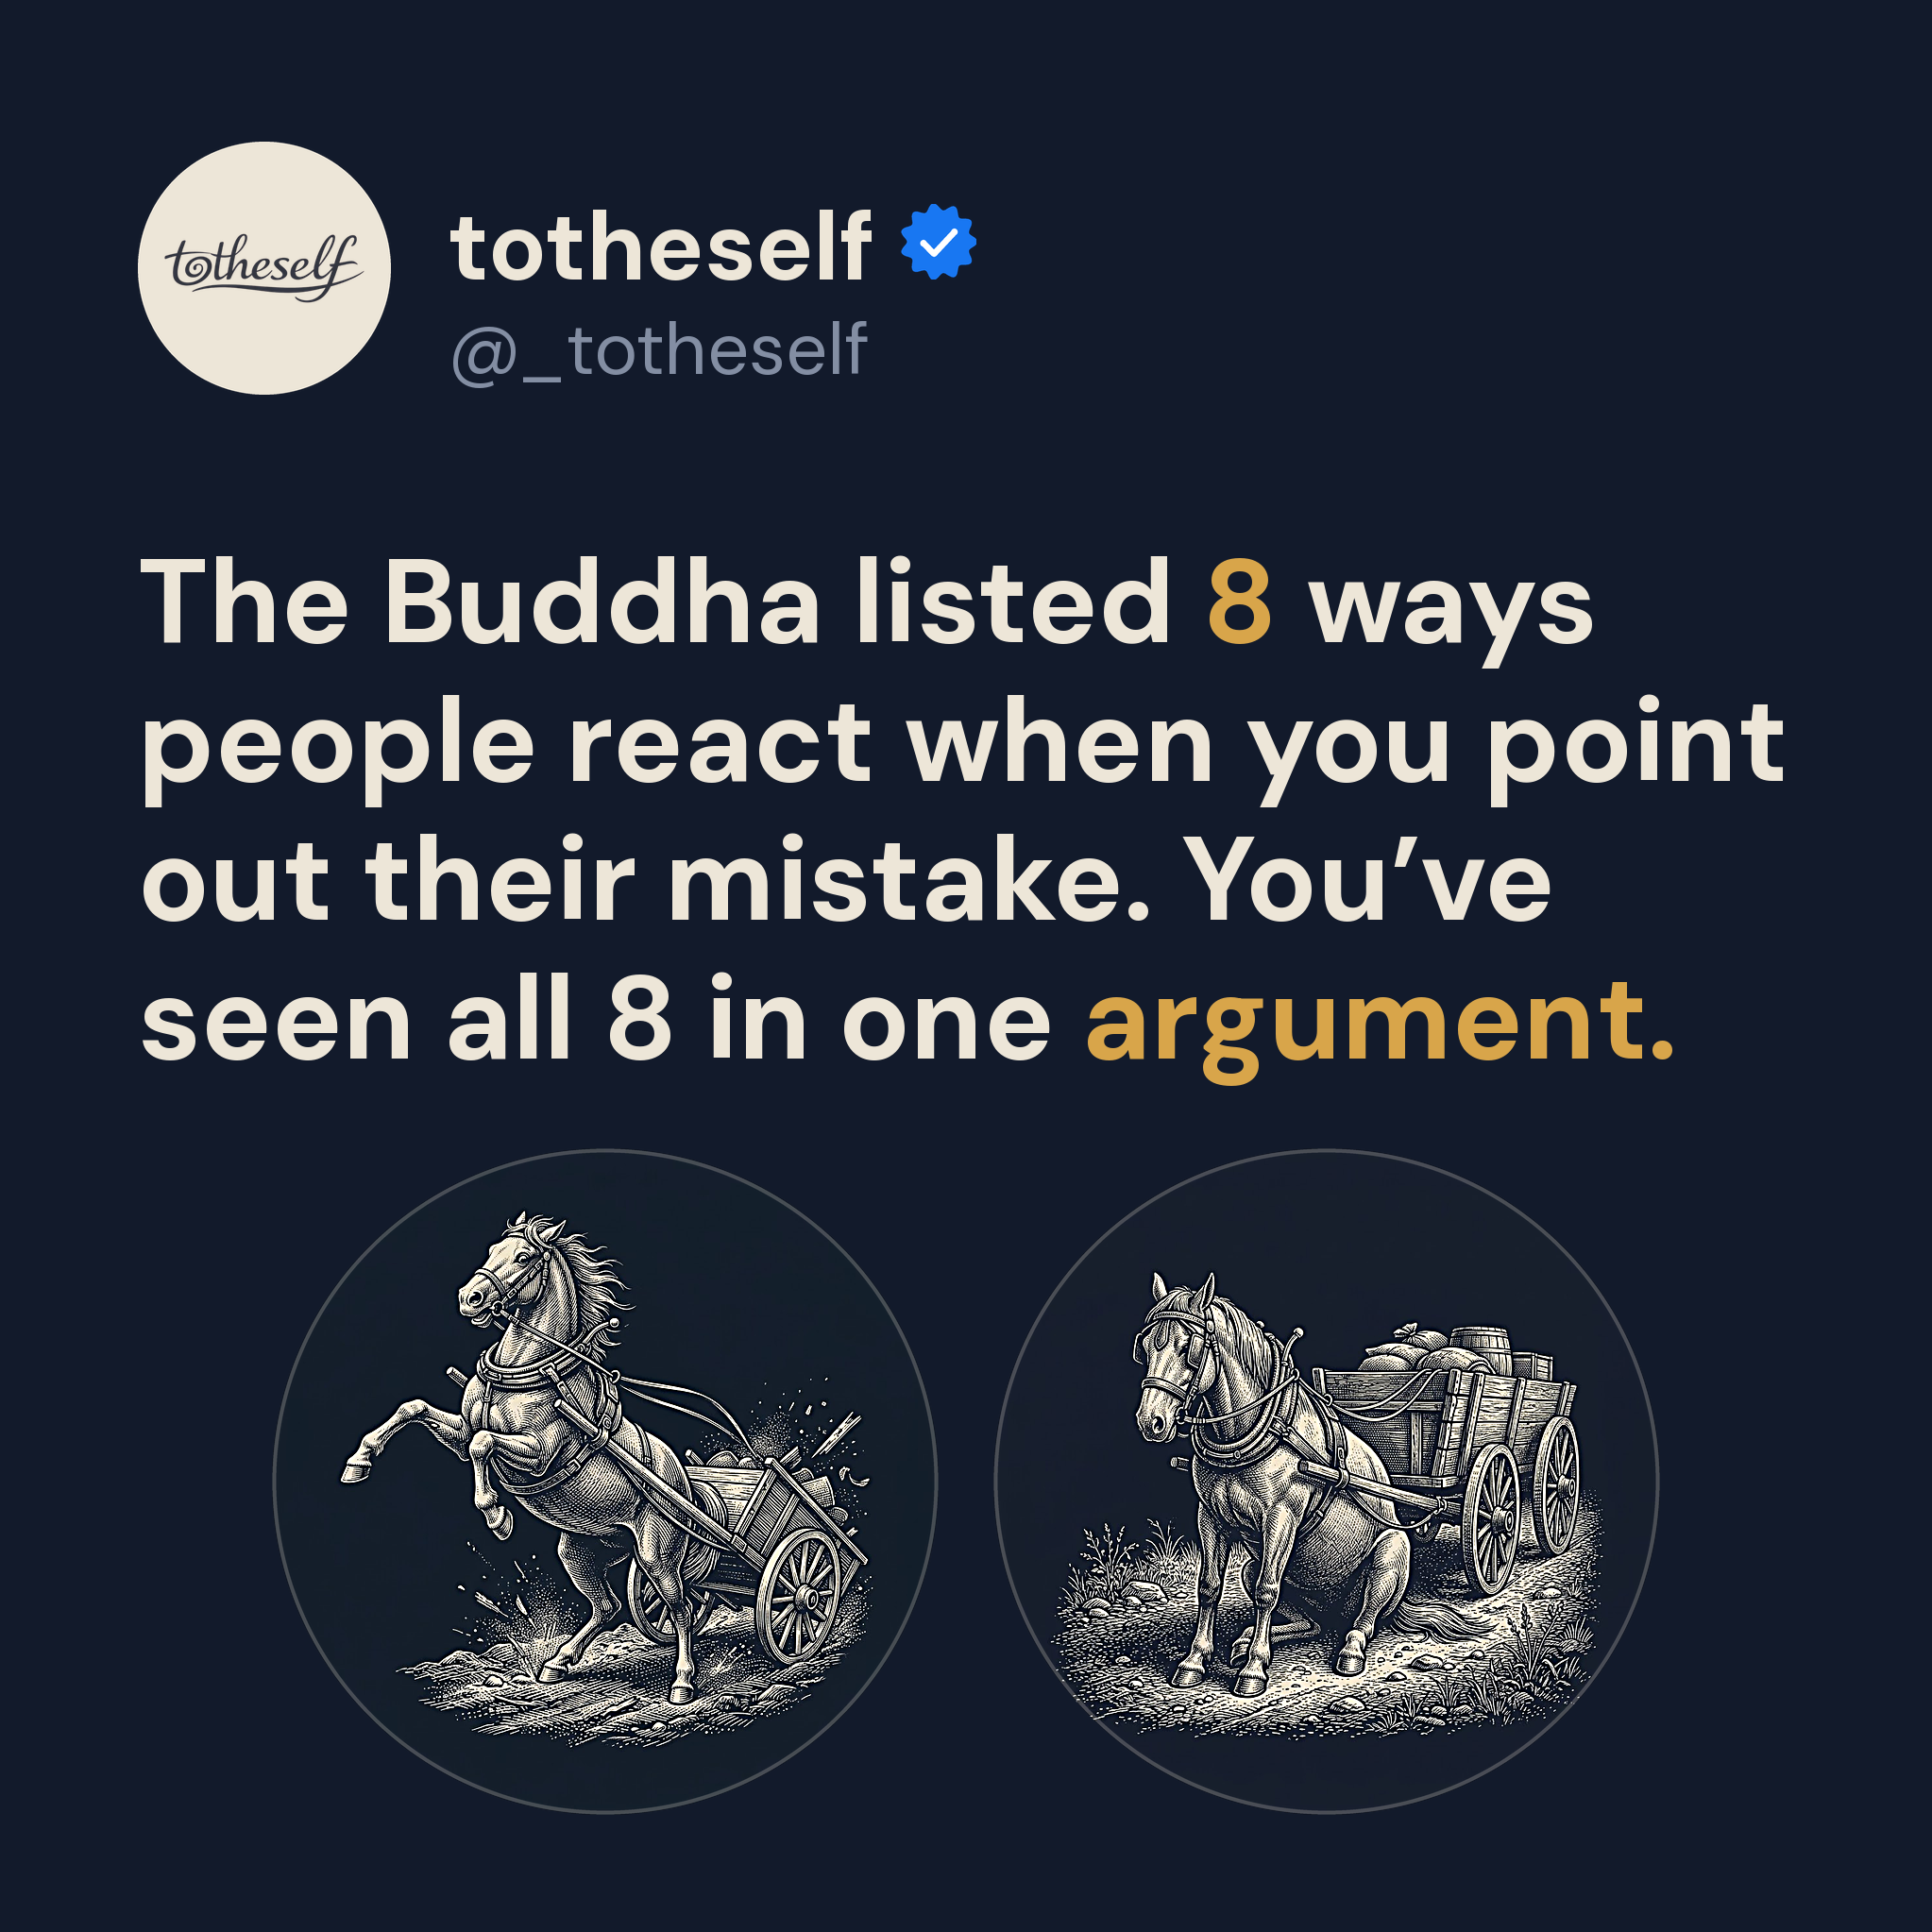 totheself
totheself
@_totheself
The Buddha listed 8 ways
people react when you point
out their mistake. You’ve
seen all 8 in one argument.